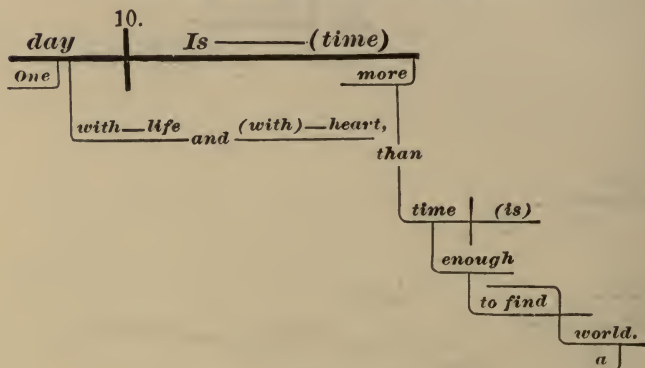 10.
day Is (time)
One more
with life and (with) heart,
than
time (is)
enough
to find
world.
a